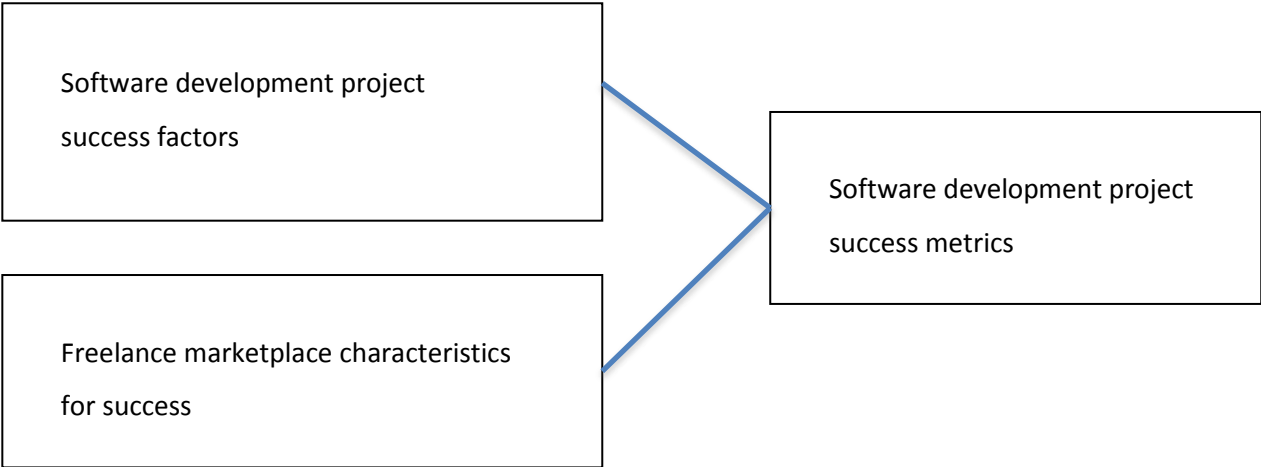 Software development project
success factors
Software development project
success metrics
Freelance marketplace characteristics
for success